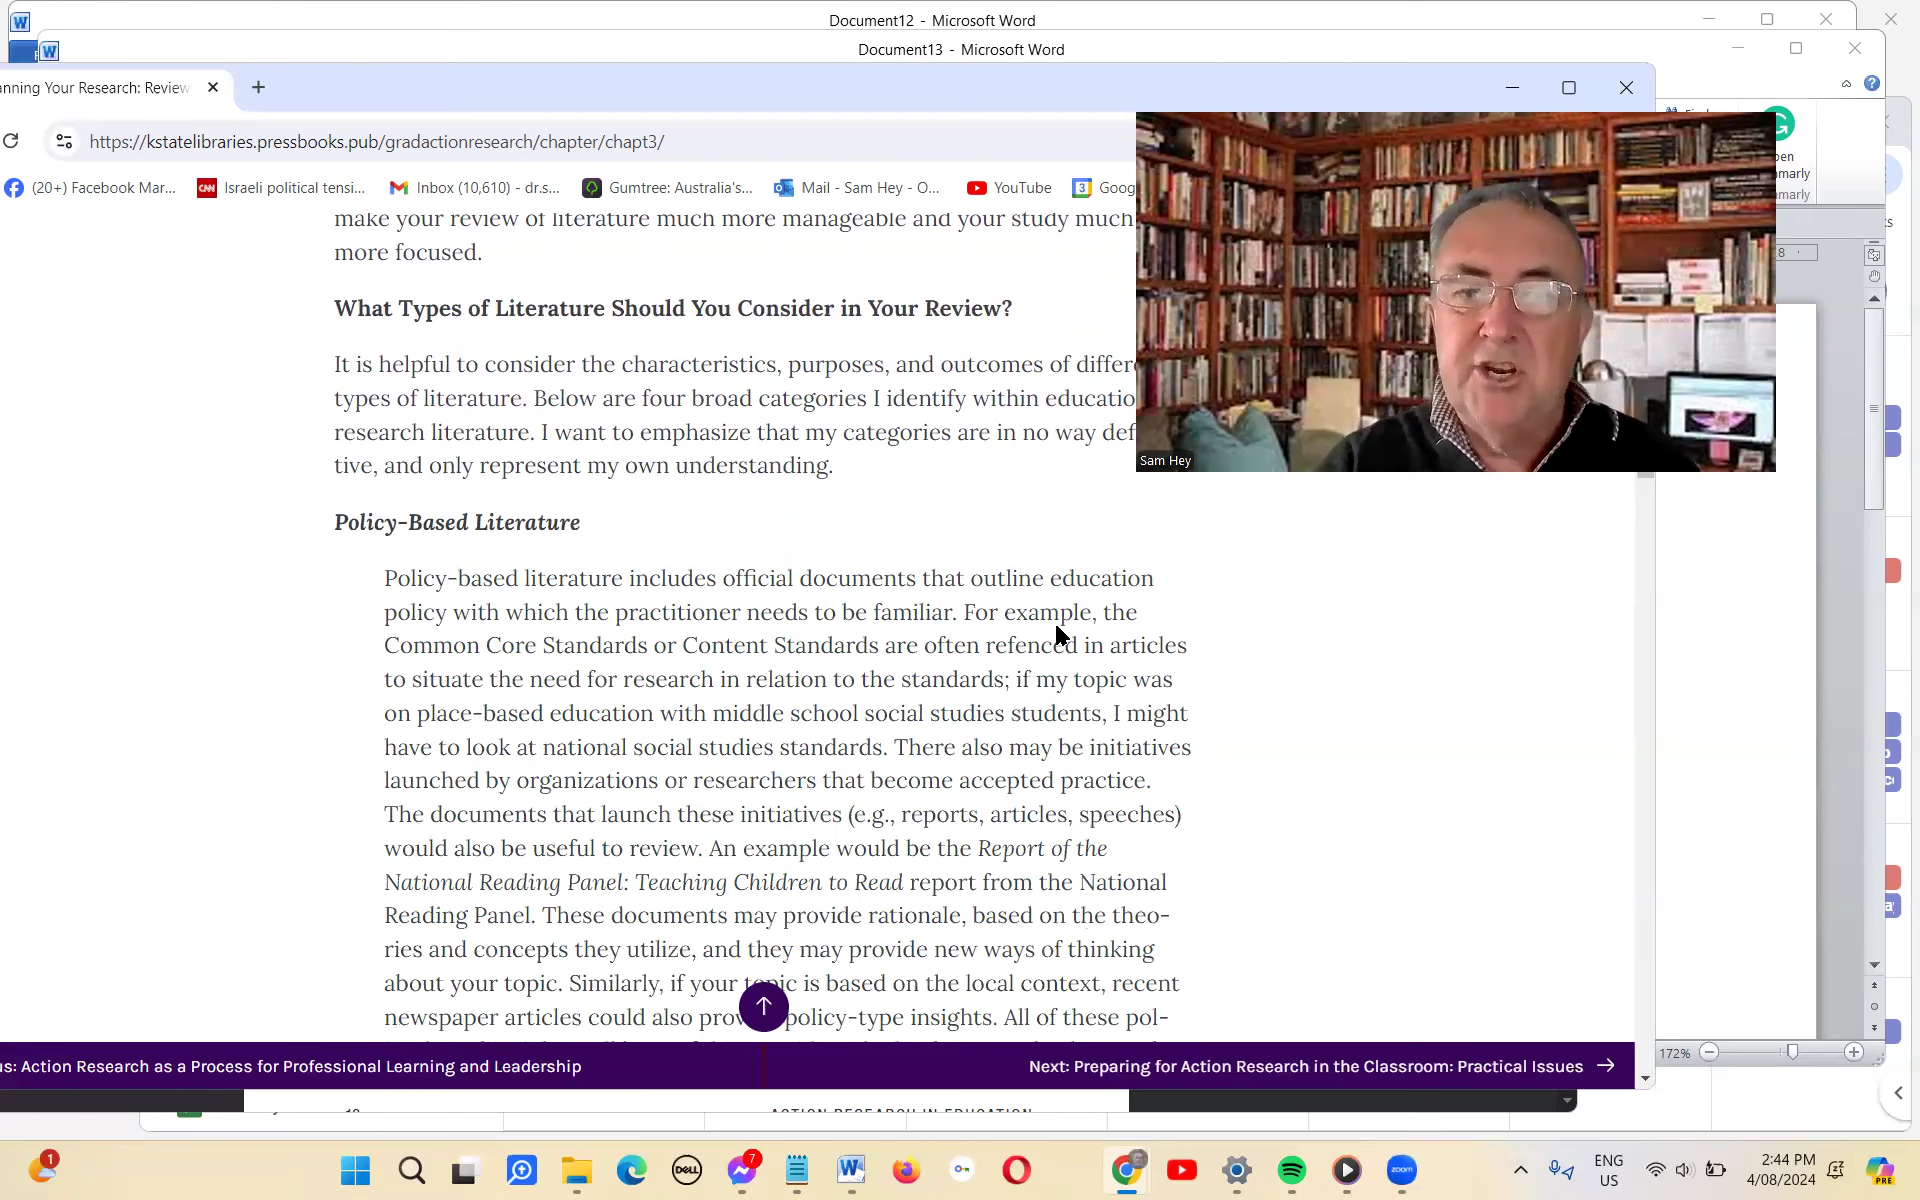 Document12 - Microsoft Word
Document13 - Microsoft Word
anning Your Research: Review
https://kstatelibraries.pressbooks.pub/gradactionresearch/chapter/chapt3/
(20+) Facebook Mar...
CNN
Israeli political tensi...
Inbox (10,610) - dr.s...
Gumtree: Australia's...
Mail - Sam Hey - O...
YouTube
3
Goog
make your review of literature much more manageable and your study much
more focused.
What Types of Literature Should You Consider in Your Review?
It is helpful to consider the characteristics, purposes, and outcomes of differe
types of literature. Below are four broad categories I identify within educatio
research literature. I want to emphasize that my categories are in no way def
tive, and only represent my own understanding.
Sam Hey
Policy-Based Literature
Policy-based literature includes official documents that outline education
policy with which the practitioner needs to be familiar. For example, the
Common Core Standards or Content Standards are often refenced in articles
to situate the need for research in relation to the standards; if my topic was
on place-based education with middle school social studies students, I might
have to look at national social studies standards. There also may be initiatives
launched by organizations or researchers that become accepted practice.
The documents that launch these initiatives (e.g., reports, articles, speeches)
would also be useful to review. An example would be the Report of the
National Reading Panel: Teaching Children to Read report from the National
Reading Panel. These documents may provide rationale, based on the theo-
ries and concepts they utilize, and they may provide new ways of thinking
about your topic. Similarly, if your topic is based on the local context, recent
newspaper articles could also prov policy-type insights. All of these pol-
us: Action Research as a Process for Professional Learning and Leadership
Next: Preparing for Action Research in the Classroom: Practical Issues
172%
ACTION RESEARCH IN EDUCATION
1
DELL
7
zoom
ENG
US
2:44 PM
4/08/2024
PRE